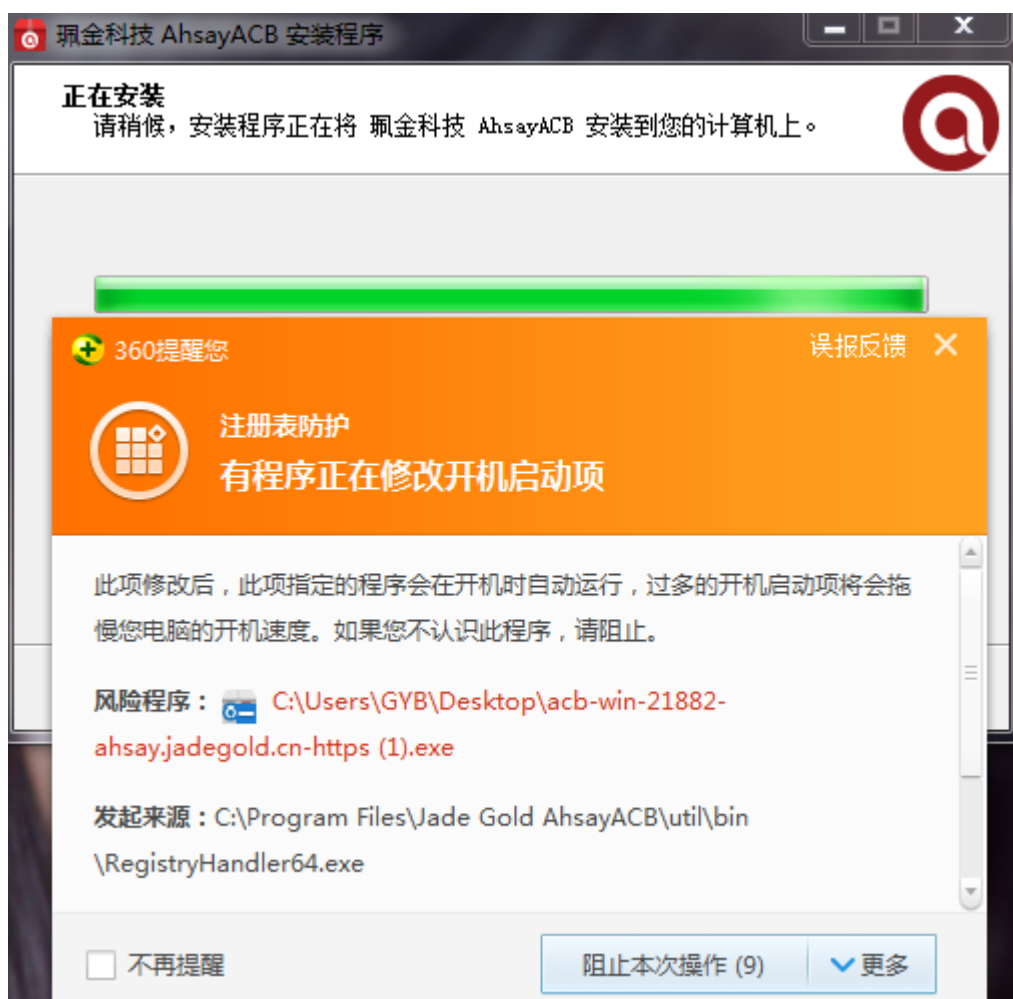 珮金科技 AhsayACB 安装程序
正在安装
请稍候，安装程序正在将 珮金科技 AhsayACB 安装到您的计算机上。
360提醒您
误报反馈
注册表防护
有程序正在修改开机启动项
此项修改后，此项指定的程序会在开机时自动运行，过多的开机启动项将会拖
慢您电脑的开机速度。如果您不认识此程序，请阻止。
风险程序： C:\Users\GYB\Desktop\acb-win-21882-
ahsay.jadegold.cn-https (1).exe
发起来源：C:\Program Files\Jade Gold AhsayACB\util\bin
\RegistryHandler64.exe
不再提醒
阻止本次操作 (9)
更多